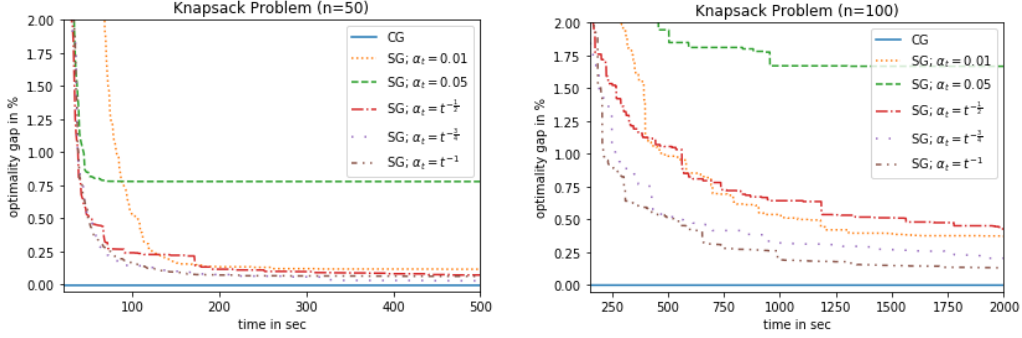 Knapsack Problem (n=50)
optimality gap in %
2.00
1.75
1.50
1.25
1.00
0.75
0.50
0.25
0.00
CG
SG; αₜ = 0.01
SG; αₜ = 0.05
SG; αₜ = t^{-1/2}
SG; αₜ = t^{-3/4}
SG; αₜ = t⁻¹
100
200
300
400
500
time in sec
Knapsack Problem (n=100)
optimality gap in %
2.00
1.75
1.50
1.25
1.00
0.75
0.50
0.25
0.00
CG
SG; αₜ = 0.01
SG; αₜ = 0.05
SG; αₜ = t^{-1/2}
SG; αₜ = t^{-3/4}
SG; αₜ = t⁻¹
250
500
750
1000
1250
1500
1750
2000
time in sec